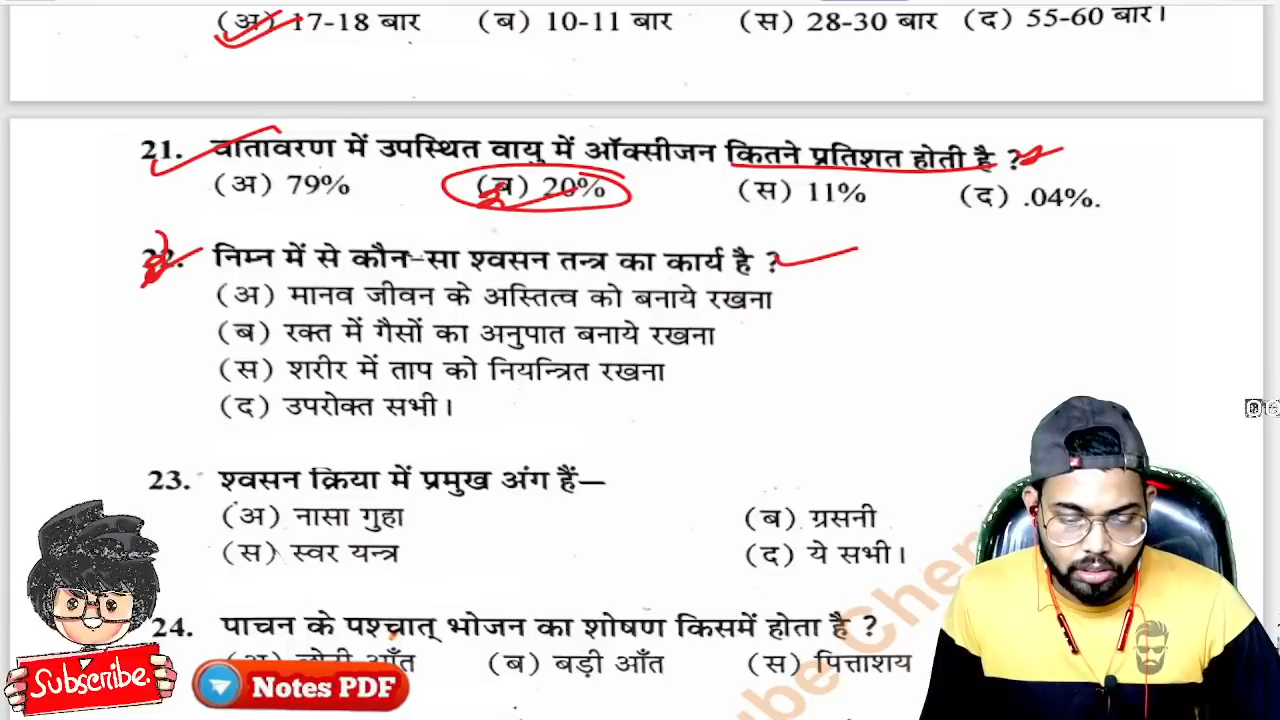 (अ) 17-18 बार (ब) 10-11 बार (स) 28-30 बार (द) 55-60 बार।
21. वातावरण में उपस्थित वायु में ऑक्सीजन कितने प्रतिशत होती है ?
(अ) 79% (ब) 20% (स) 11% (द) .04%.
22. निम्न में से कौन-सा श्वसन तन्त्र का कार्य है ?
(अ) मानव जीवन के अस्तित्व को बनाये रखना
(ब) रक्त में गैसों का अनुपात बनाये रखना
(स) शरीर में ताप को नियन्त्रित रखना
(द) उपरोक्त सभी।
23. श्वसन क्रिया में प्रमुख अंग हैं—
(अ) नासा गुहा (ब) ग्रसनी
(स) स्वर यन्त्र (द) ये सभी।
24. पाचन के पश्चात् भोजन का शोषण किसमें होता है ?
(अ) छोटी आँत (ब) बड़ी आँत (स) पित्ताशय
Subscribe.
Notes PDF